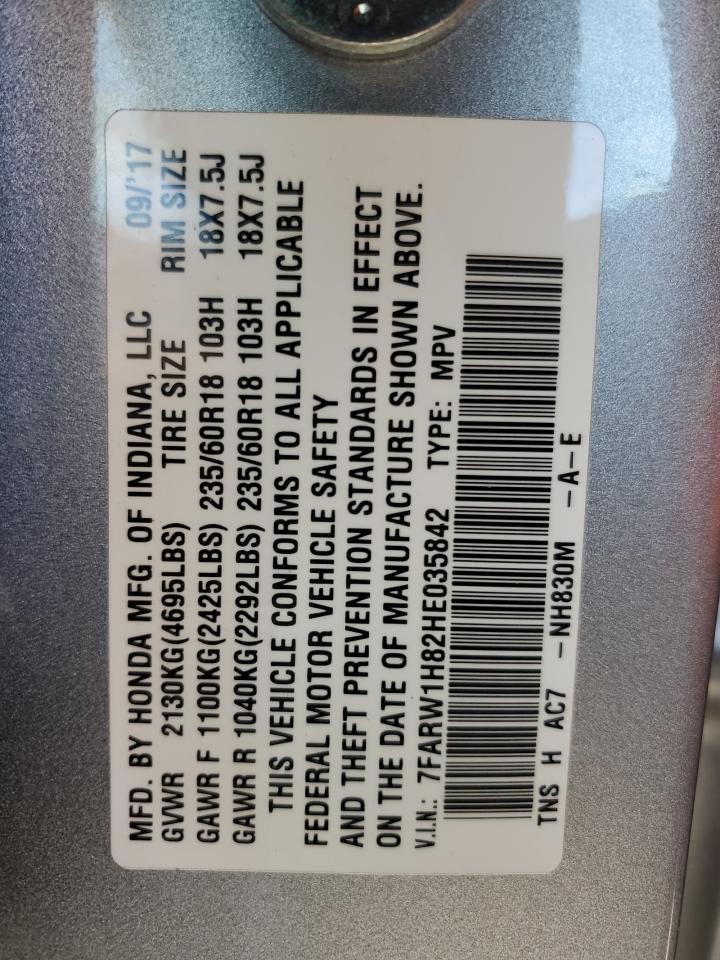 MFD. BY HONDA MFG. OF INDIANA, LLC 09/'17
GVWR 2130KG(4695LBS) TIRE SIZE RIM SIZE
GAWR F 1100KG(2425LBS) 235/60R18 103H 18X7.5J
GAWR R 1040KG(2292LBS) 235/60R18 103H 18X7.5J
THIS VEHICLE CONFORMS TO ALL APPLICABLE
FEDERAL MOTOR VEHICLE SAFETY
AND THEFT PREVENTION STANDARDS IN EFFECT
ON THE DATE OF MANUFACTURE SHOWN ABOVE.
V.I.N.: 7FARW1H82HE035842 TYPE: MPV
TNS H AC7 -NH830M -A-E